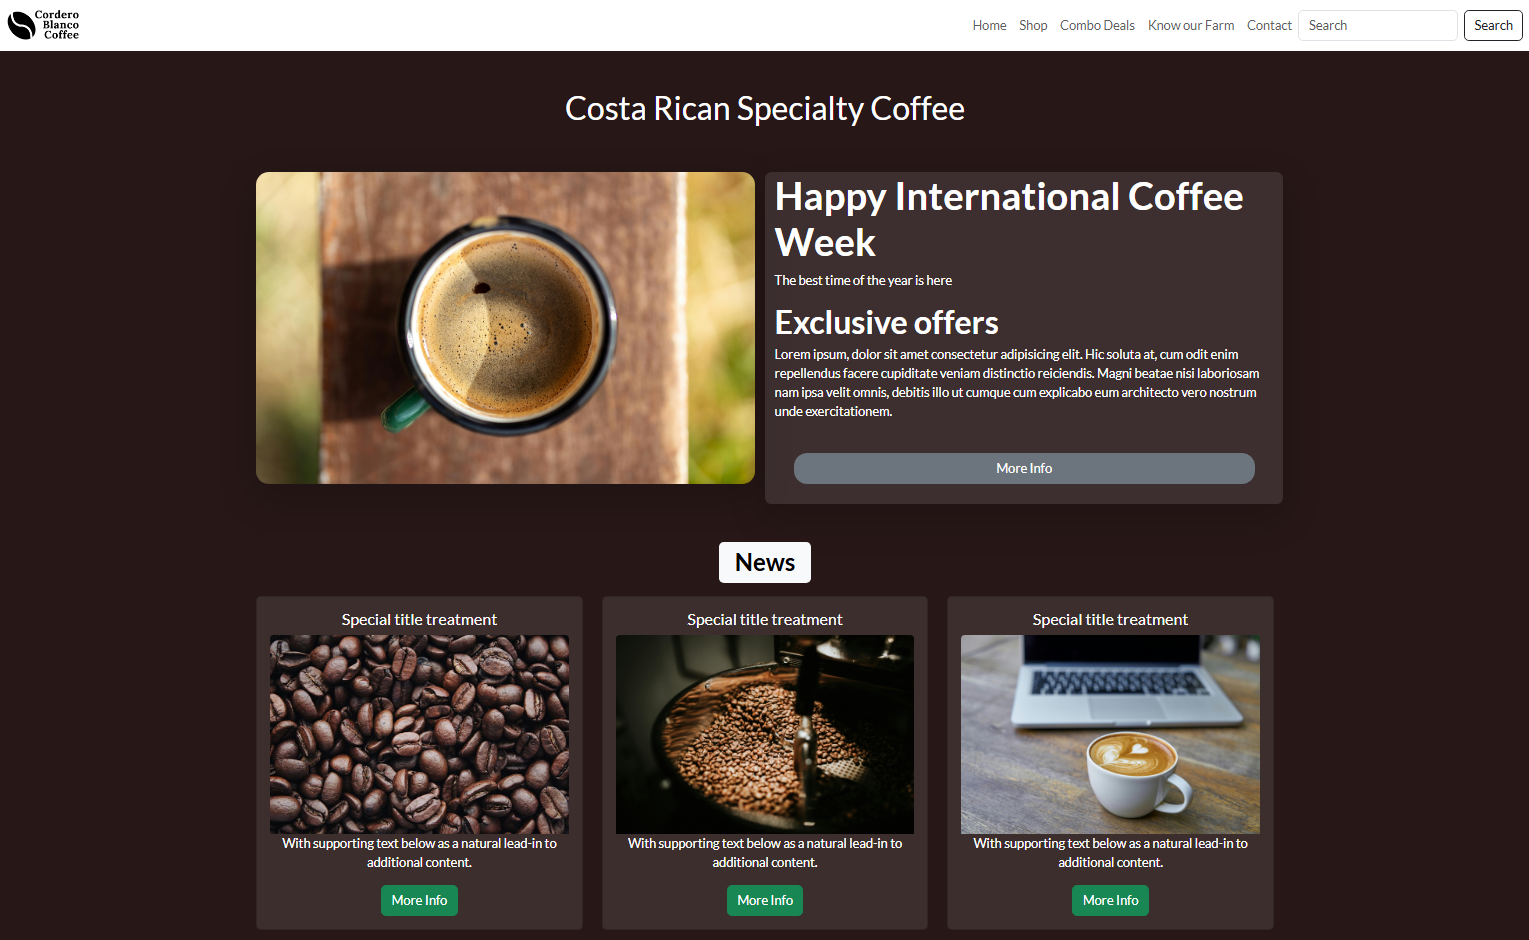 Cordero
Blanco
Coffee
Home Shop Combo Deals Know our Farm Contact Search Search
Costa Rican Specialty Coffee
Happy International Coffee
Week
The best time of the year is here
Exclusive offers
Lorem ipsum, dolor sit amet consectetur adipisicing elit. Hic soluta at, cum odit enim
repellendus facere cupiditate veniam distinctio reiciendis. Magni beatae nisi laboriosam
nam ipsa velit omnis, debitis illo ut cumque cum explicabo eum architecto vero nostrum
unde exercitationem.
More Info
News
Special title treatment
With supporting text below as a natural lead-in to
additional content.
More Info
Special title treatment
With supporting text below as a natural lead-in to
additional content.
More Info
Special title treatment
With supporting text below as a natural lead-in to
additional content.
More Info